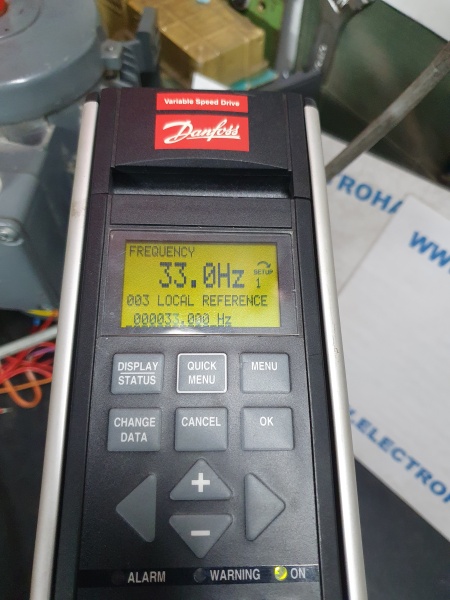 Variable Speed Drive
Danfoss
FREQUENCY
33.0Hz
SETUP
1
003 LOCAL REFERENCE
000033.000 Hz
DISPLAY
STATUS
QUICK
MENU
MENU
CHANGE
DATA
CANCEL
OK
+
−
ALARM
WARNING
ON
ROHA
WWW
.ELECTRON